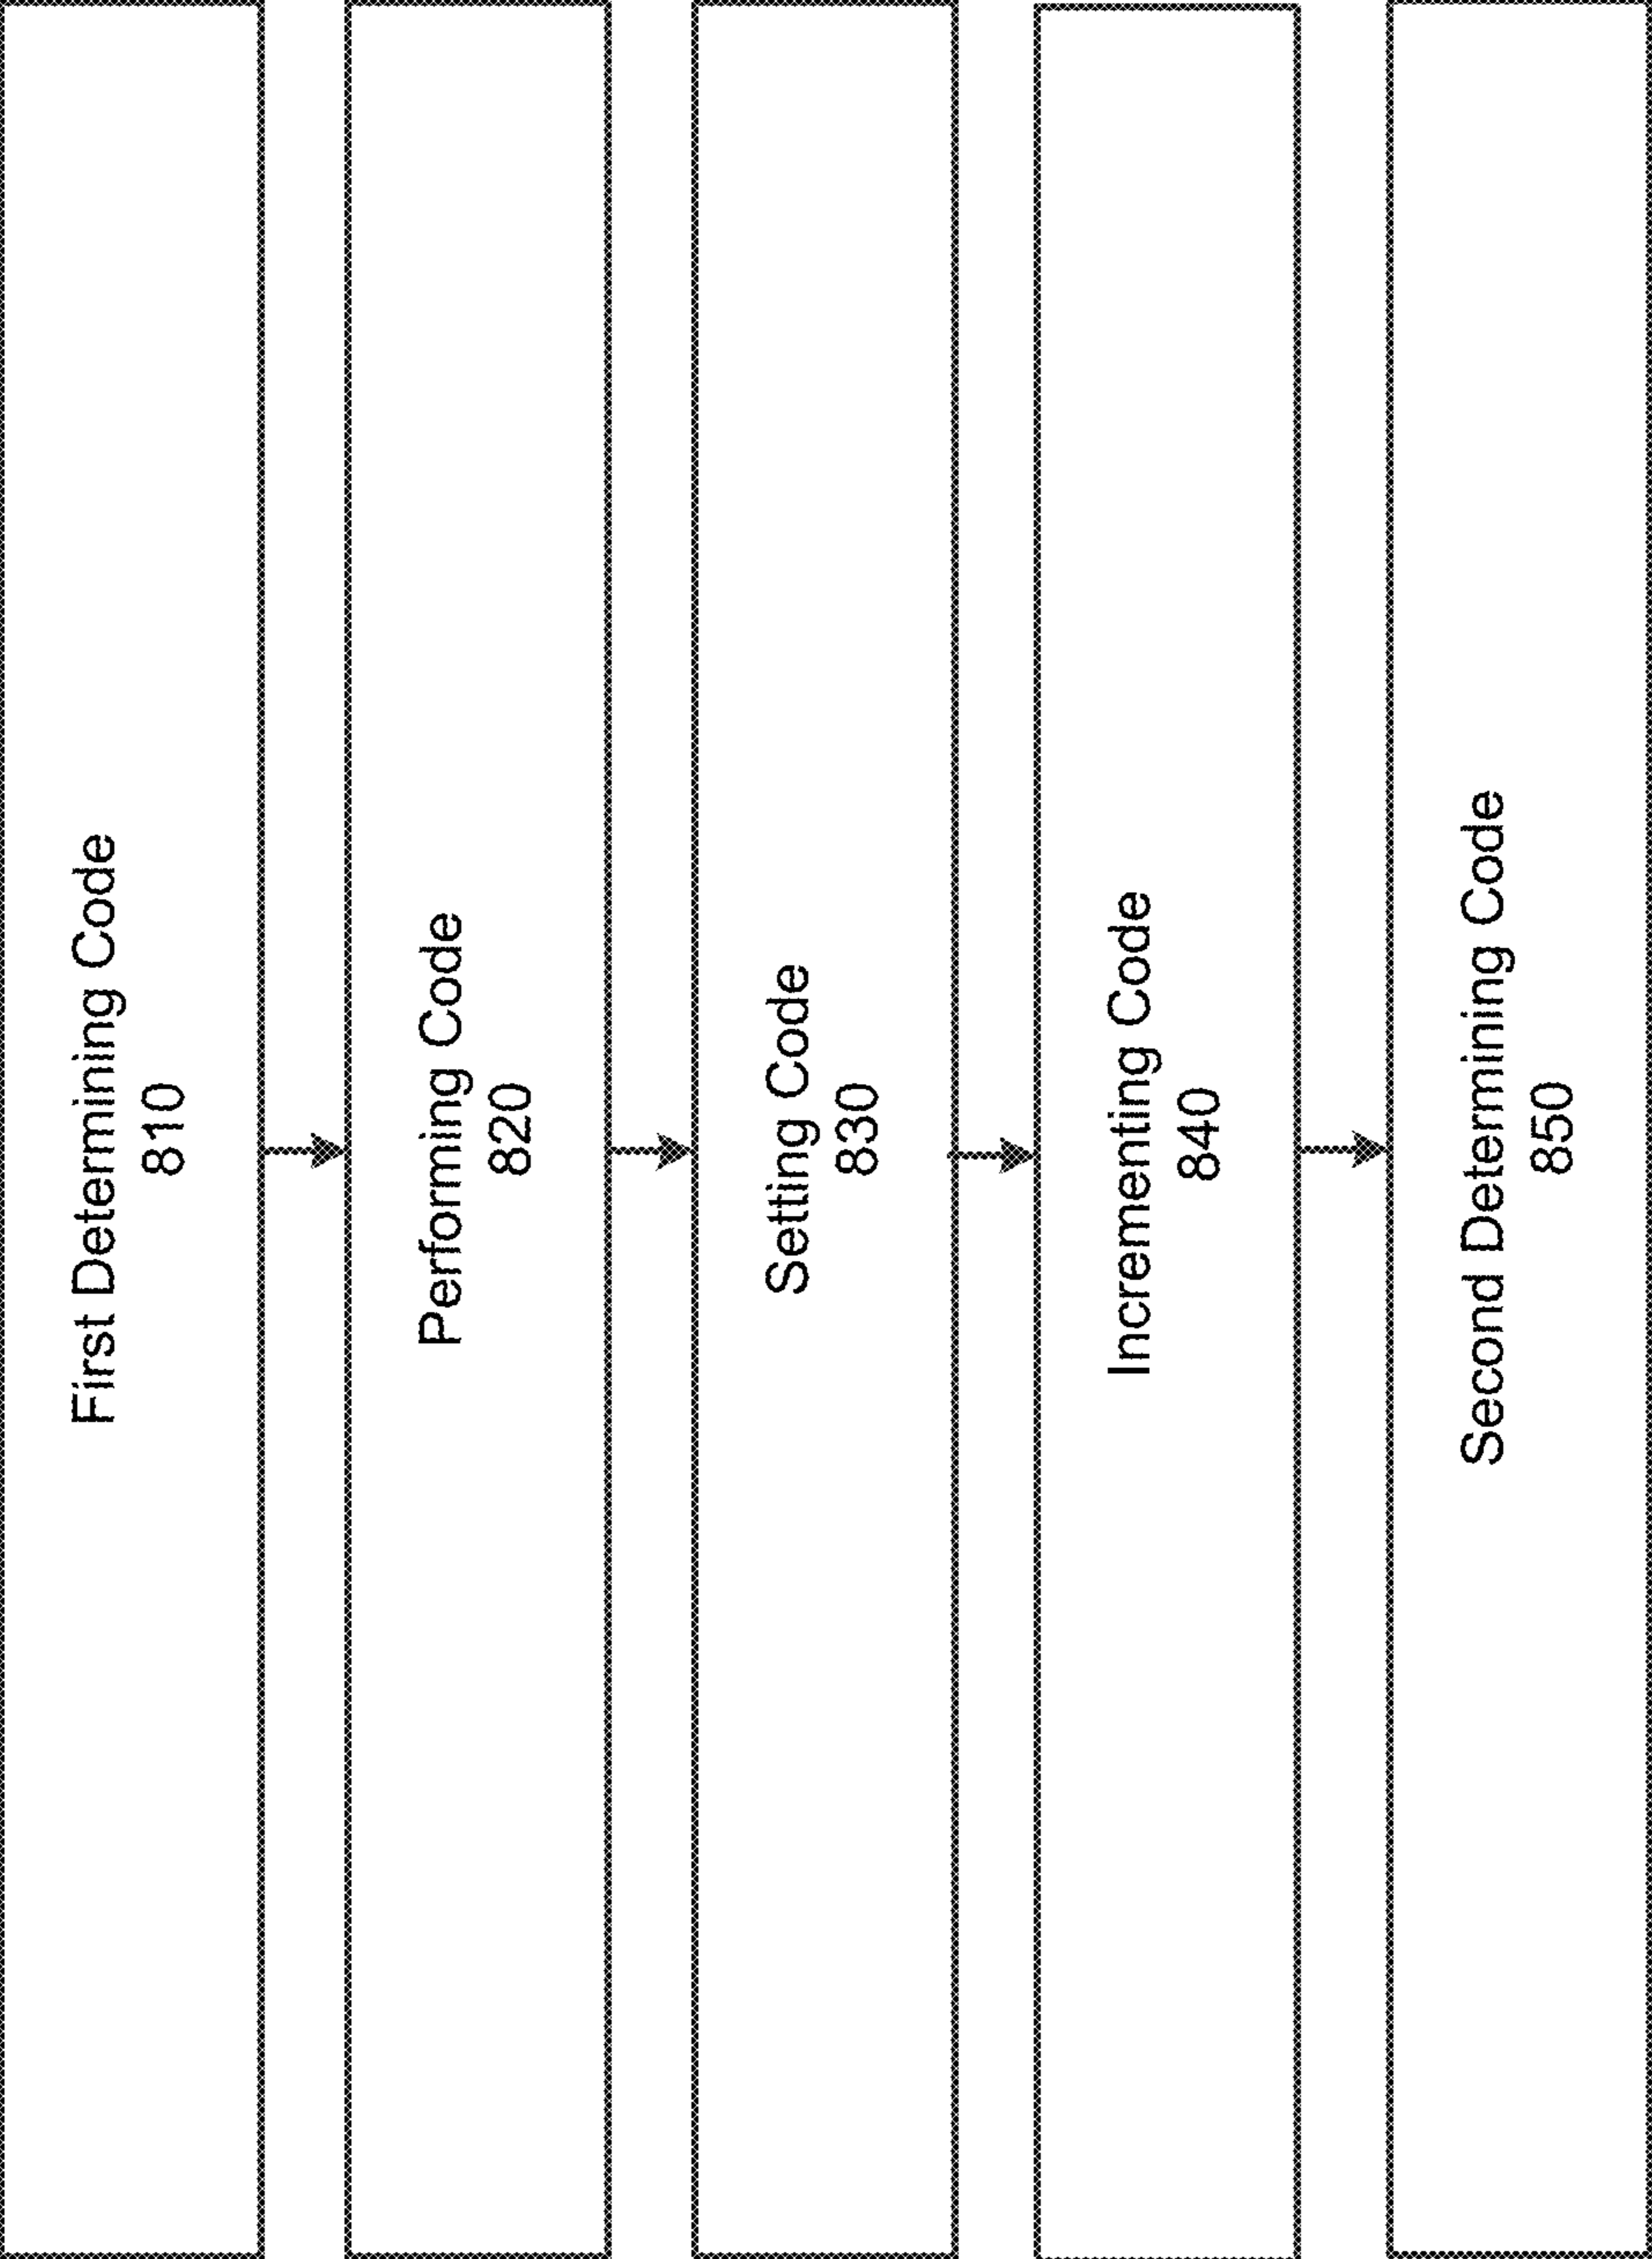 First Determining Code
810
Performing Code
820
Setting Code
830
Incrementing Code
840
Second Determining Code
850